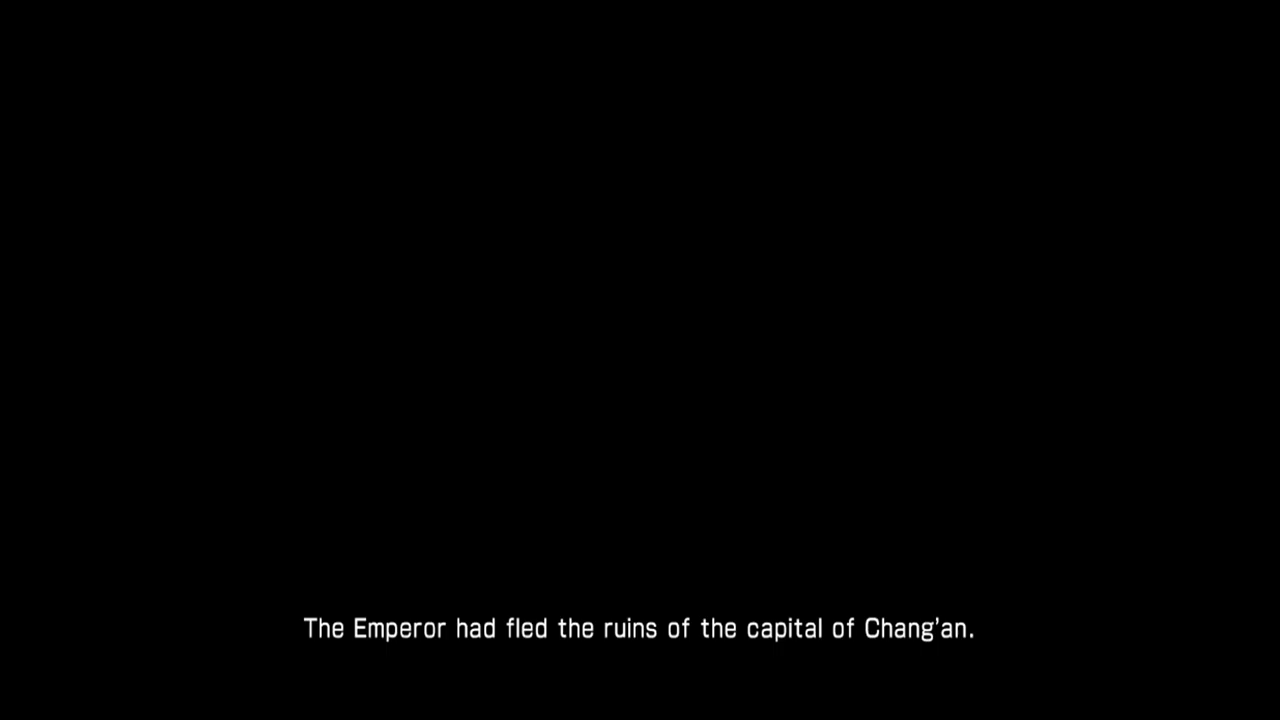 The Emperor had fled the ruins of the capital of Chang’an.